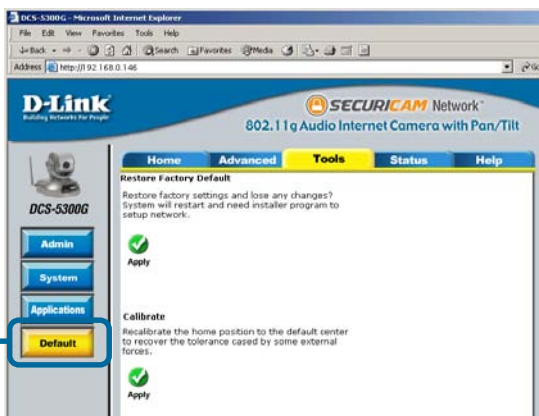 DCS-5300G - Microsoft Internet Explorer
File Edit View Favorites Tools Help
Back Search Favorites Media
Address http://192.168.0.146
D-Link
Building Networks For People
SECURICAM Network™
802.11g Audio Internet Camera with Pan/Tilt
Home Advanced Tools Status Help
DCS-5300G
Admin
System
Applications
Default
Restore Factory Default
Restore factory settings and lose any changes?
System will restart and need installer program to
setup network.
Apply
Calibrate
Recalibrate the home position to the default center
to recover the tolerance cased by some external
forces.
Apply